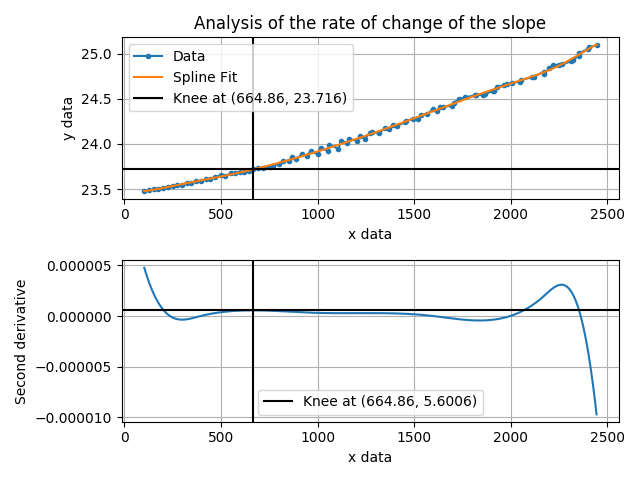 Analysis of the rate of change of the slope
25.0
24.5
24.0
23.5
y data
Data
Spline Fit
Knee at (664.86, 23.716)
0 500 1000 1500 2000 2500
x data
0.000005
0.000000
−0.000005
−0.000010
Second derivative
Knee at (664.86, 5.6006)
0 500 1000 1500 2000 2500
x data